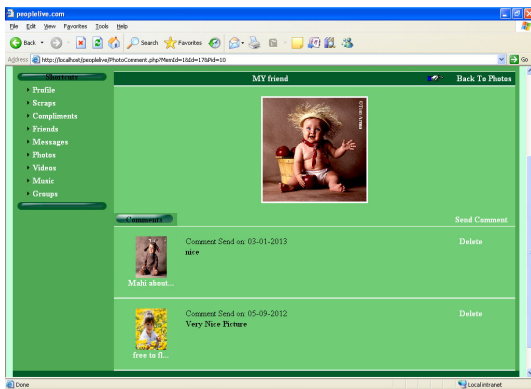 peoplelive.com
File Edit View Favorites Tools Help
Back Search Favorites
Address http://localhost/peoplelive/PhotoComment.php?MemId=16&Id=17&Pid=10 Go
Shortcuts
MY friend
Back To Photos
Profile
Scraps
Compliments
Friends
Messages
Photos
Videos
Music
Groups
Comments
Send Comment
Comment Send on: 03-01-2013
Delete
nice
Mahi about...
Comment Send on: 05-09-2012
Delete
Very Nice Picture
free to fl...
Done
Local intranet